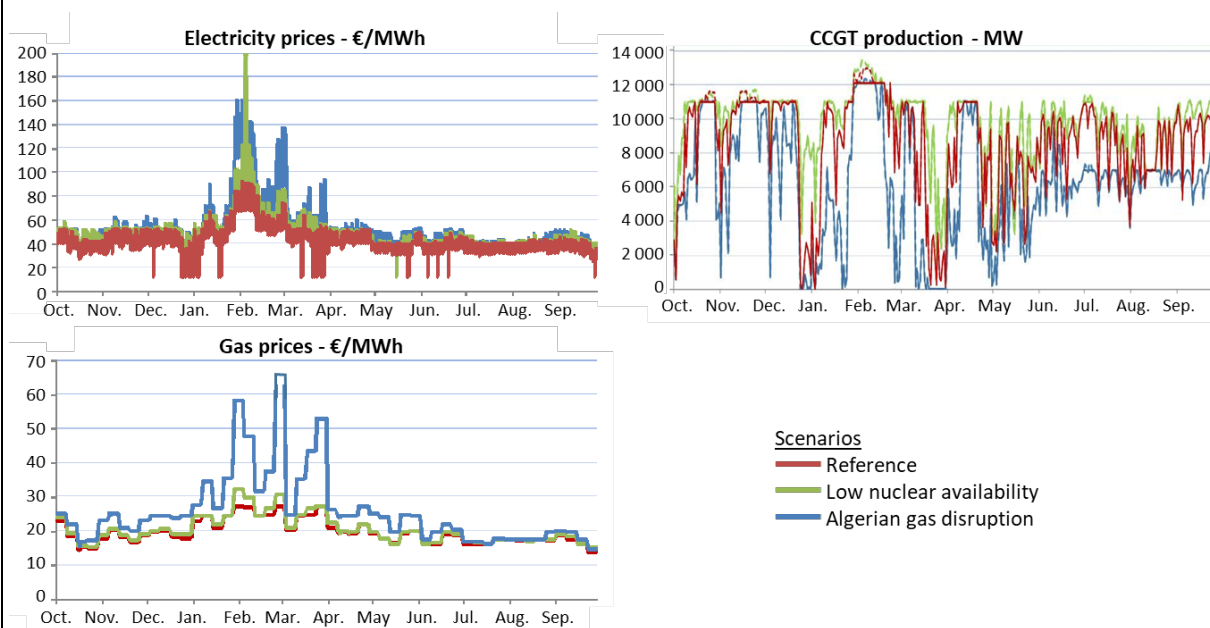 Electricity prices - €/MWh
200
180
160
140
120
100
80
60
40
20
0
Oct. Nov. Dec. Jan. Feb. Mar. Apr. May Jun. Jul. Aug. Sep.
CCGT production - MW
14 000
12 000
10 000
8 000
6 000
4 000
2 000
0
Oct. Nov. Dec. Jan. Feb. Mar. Apr. May Jun. Jul. Aug. Sep.
Gas prices - €/MWh
70
60
50
40
30
20
10
0
Oct. Nov. Dec. Jan. Feb. Mar. Apr. May Jun. Jul. Aug. Sep.
Scenarios
Reference
Low nuclear availability
Algerian gas disruption